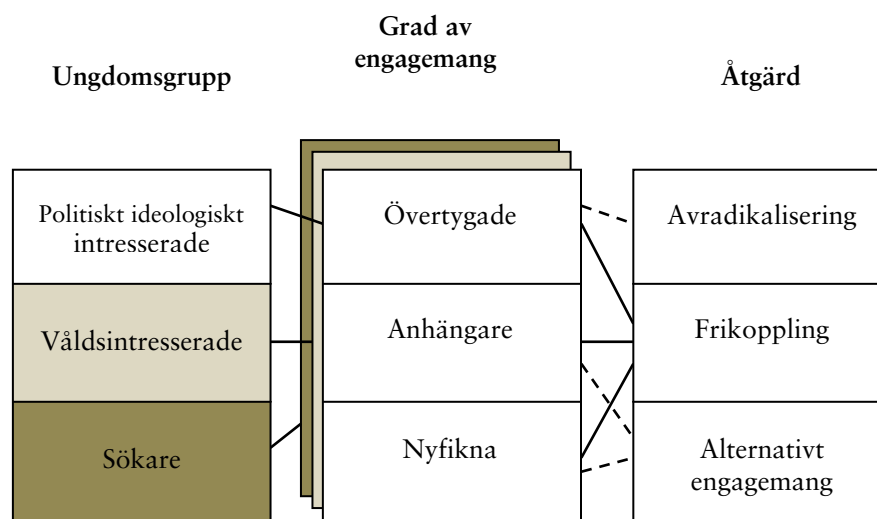 Ungdomsgrupp
Grad av
engagemang
Åtgärd
Politiskt ideologiskt
intresserade
Våldsintresserade
Sökare
Övertygade
Anhängare
Nyfikna
Avradikalisering
Frikoppling
Alternativt
engagemang